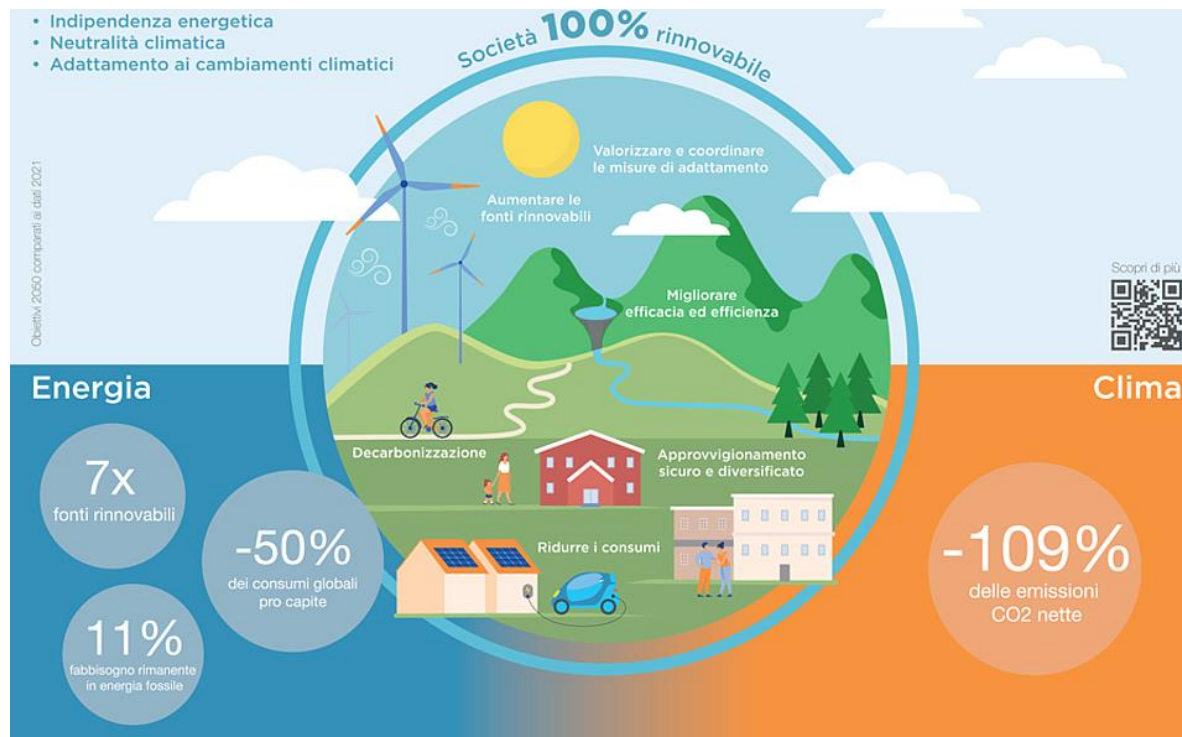 • Indipendenza energetica
• Neutralità climatica
• Adattamento ai cambiamenti climatici
Società 100% rinnovabile
Valorizzare e coordinare
le misure di adattamento
Aumentare le
fonti rinnovabili
Obiettivi 2050 comparati ai dati 2021
Scopri di più
Migliorare
efficacia ed efficienza
Energia
Clima
Decarbonizzazione
Approvvigionamento
sicuro e diversificato
7x
fonti rinnovabili
-50%
dei consumi globali
pro capite
Ridurre i consumi
-109%
delle emissioni
CO2 nette
11%
fabbisogno rimanente
in energia fossile